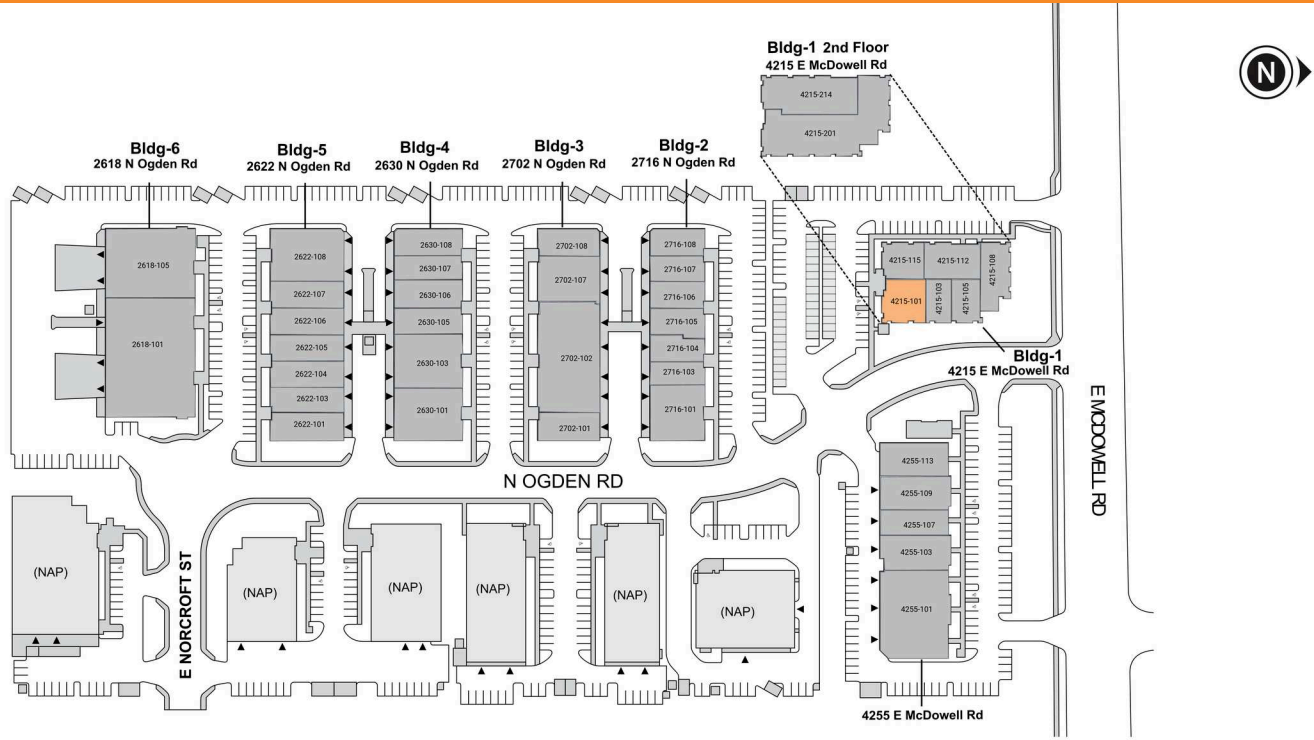 Bldg-1 2nd Floor
4215 E McDowell Rd
N
4215-214
4215-201
Bldg-6
2618 N Ogden Rd
Bldg-5
2622 N Ogden Rd
Bldg-4
2630 N Ogden Rd
Bldg-3
2702 N Ogden Rd
Bldg-2
2716 N Ogden Rd
2618-105
2618-101
2622-108
2622-107
2622-106
2622-105
2622-104
2622-103
2622-101
2630-108
2630-107
2630-106
2630-105
2630-103
2630-101
2702-108
2702-107
2702-102
2702-101
2716-108
2716-107
2716-106
2716-105
2716-104
2716-103
2716-101
4215-115
4215-112
4215-108
4215-101
4215-103
4215-105
Bldg-1
4215 E McDowell Rd
E MCDOWELL RD
N OGDEN RD
4255-113
4255-109
4255-107
4255-103
4255-101
4255 E McDowell Rd
E NORCROFT ST
(NAP)
(NAP)
(NAP)
(NAP)
(NAP)
(NAP)